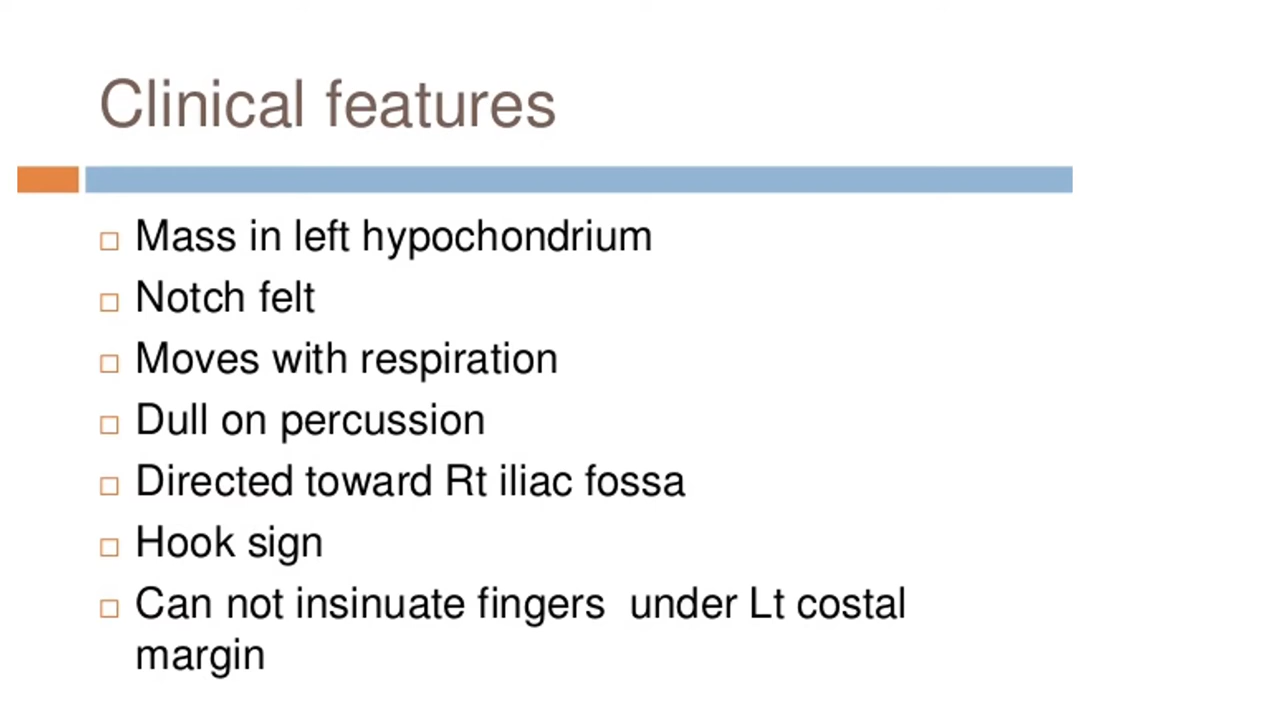 Clinical features
Mass in left hypochondrium
Notch felt
Moves with respiration
Dull on percussion
Directed toward Rt iliac fossa
Hook sign
Can not insinuate fingers  under Lt costal
margin